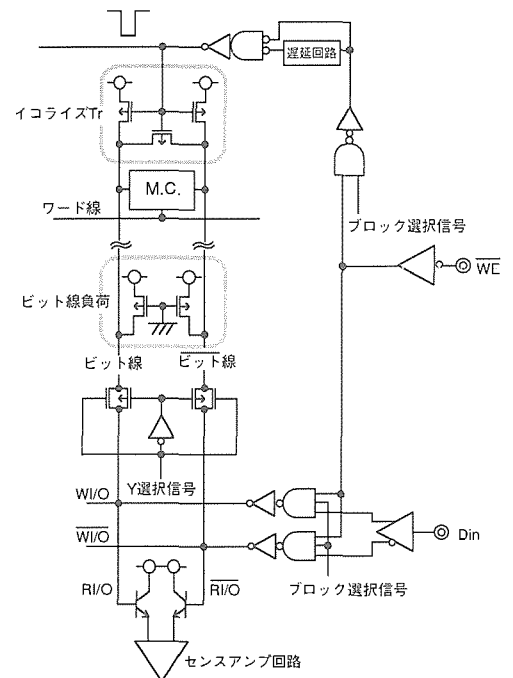 遅延回路
イコライズTr
M.C.
ワード線
ブロック選択信号
WE
ビット線負荷
ビット線
ビット線
Y選択信号
WI/O
WI/O
Din
RI/O
RI/O
ブロック選択信号
センスアンプ回路